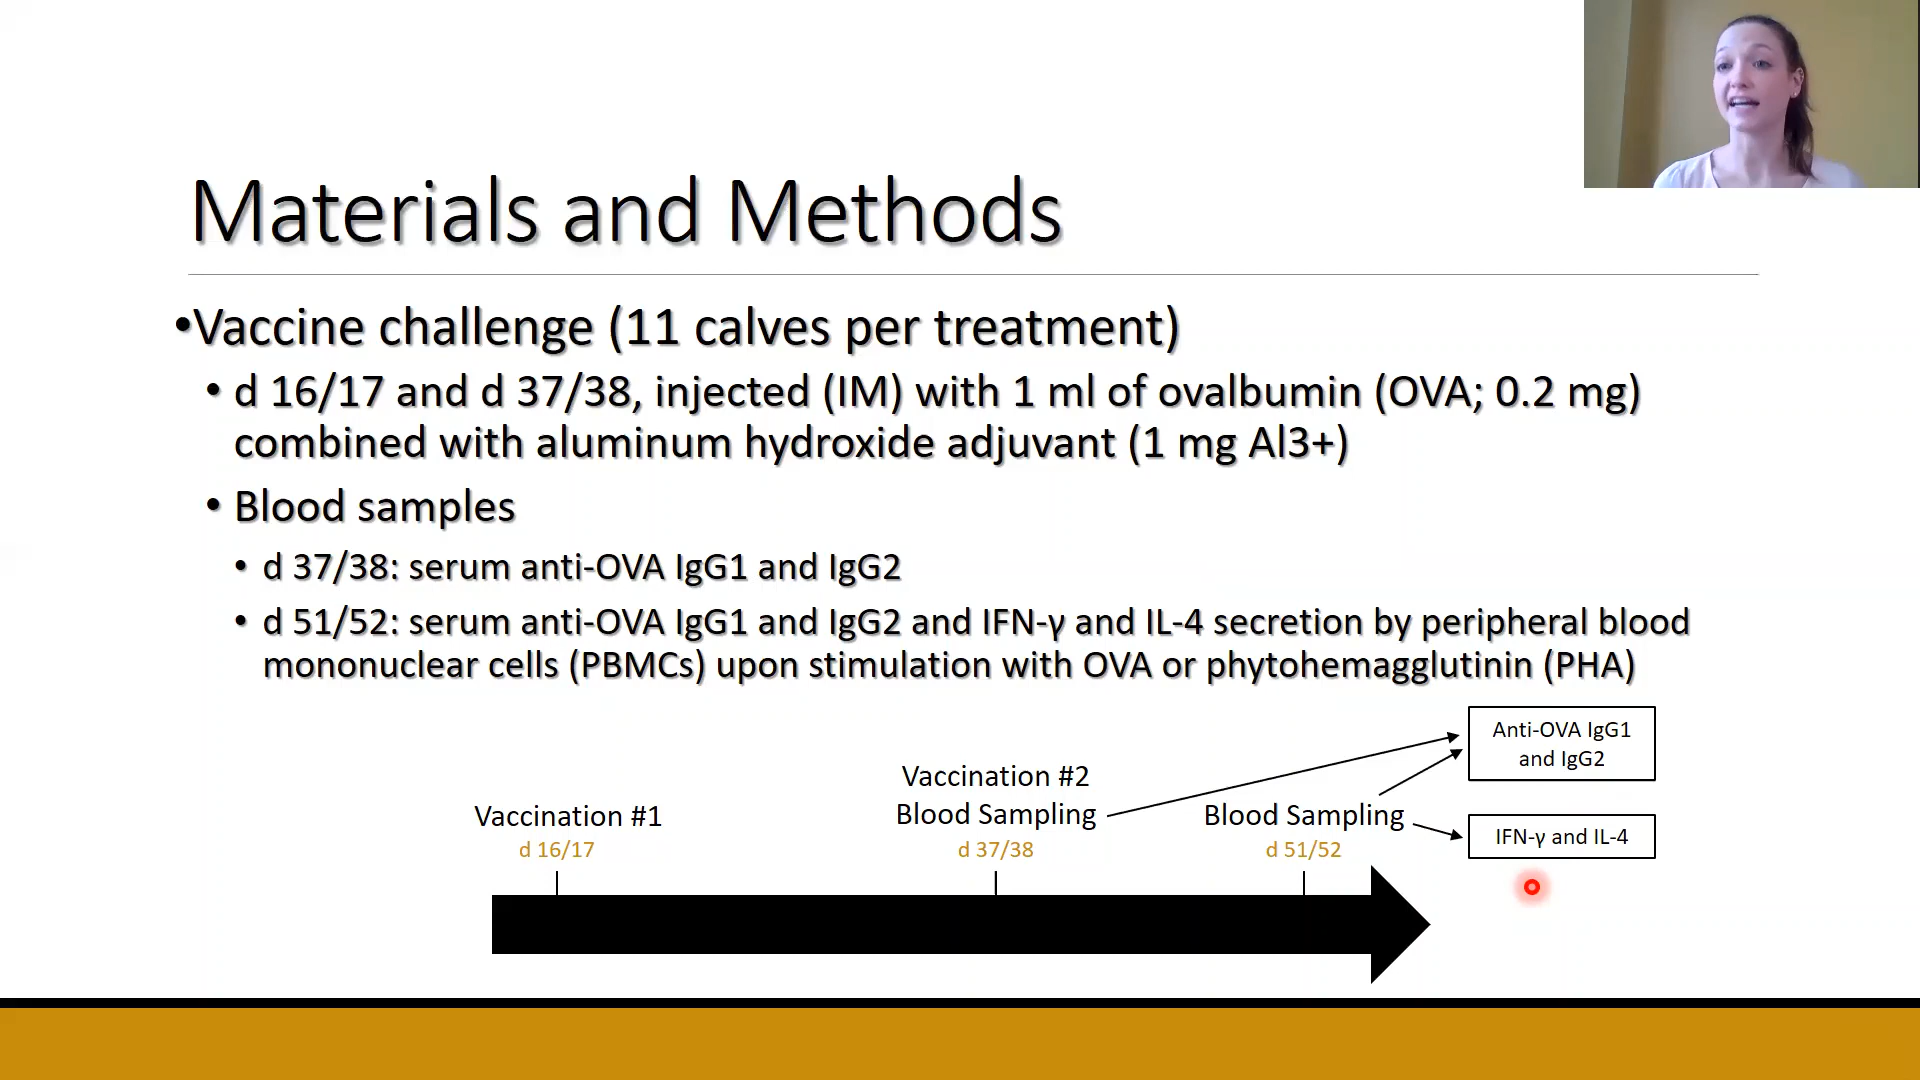 Materials and Methods
•Vaccine challenge (11 calves per treatment)
• d 16/17 and d 37/38, injected (IM) with 1 ml of ovalbumin (OVA; 0.2 mg)
combined with aluminum hydroxide adjuvant (1 mg Al3+)
• Blood samples
• d 37/38: serum anti-OVA IgG1 and IgG2
• d 51/52: serum anti-OVA IgG1 and IgG2 and IFN-γ and IL-4 secretion by peripheral blood
mononuclear cells (PBMCs) upon stimulation with OVA or phytohemagglutinin (PHA)
Vaccination #1
d 16/17
Vaccination #2
Blood Sampling
d 37/38
Blood Sampling
d 51/52
Anti-OVA IgG1
and IgG2
IFN-γ and IL-4